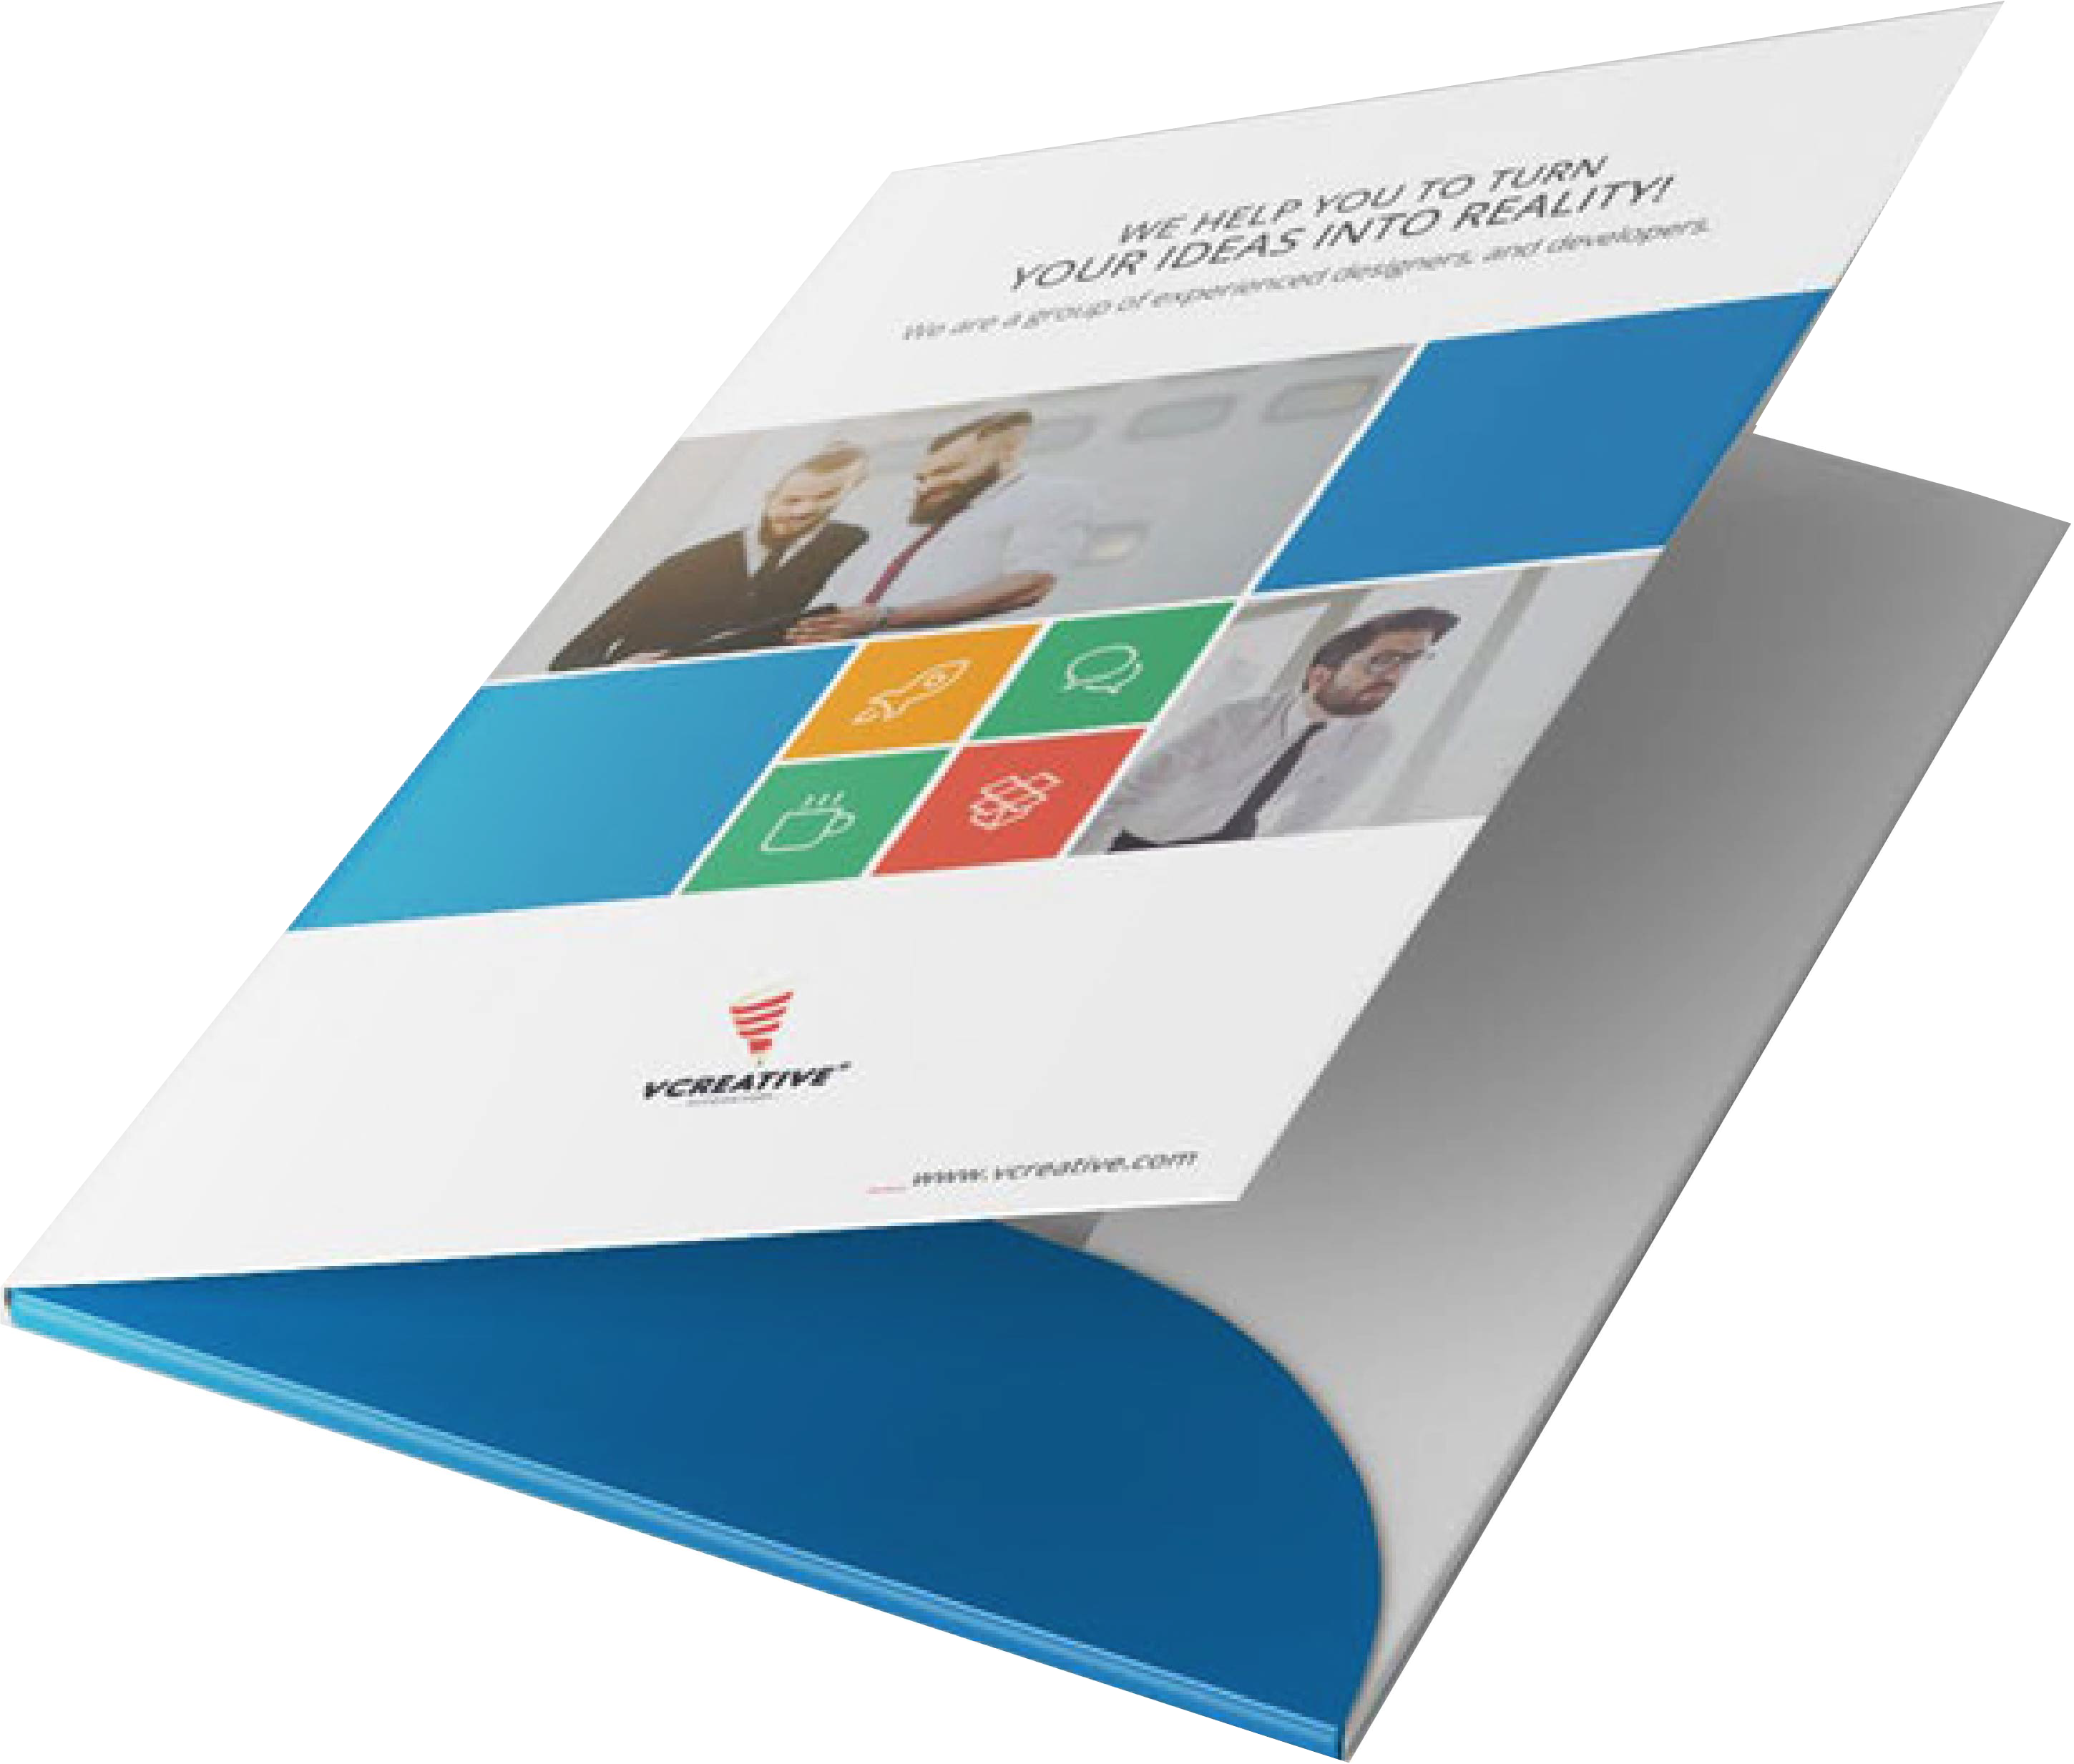 WE HELP YOU TO TURN
YOUR IDEAS INTO REALITY!
We are a group of experienced designers, and developers.
VCREATIVE
www.vcreative.com